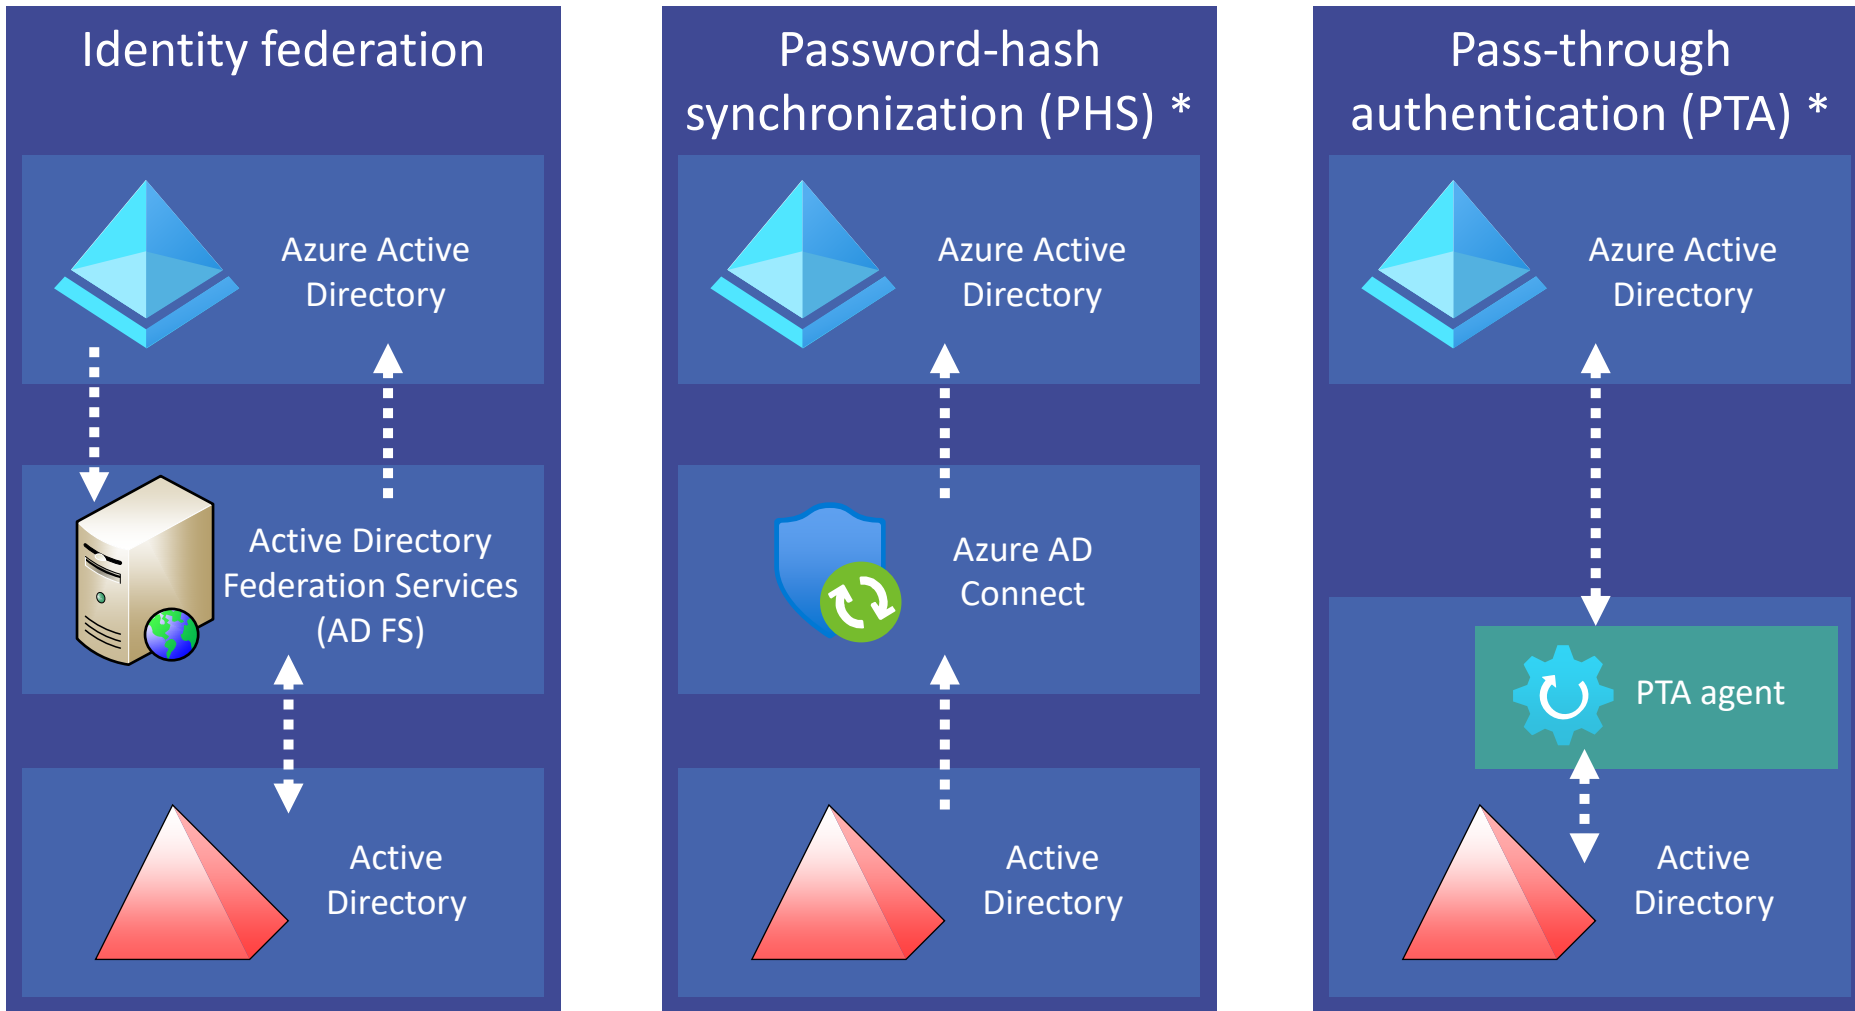 Identity federation
Azure Active
Directory
Active Directory
Federation Services
(AD FS)
Active
Directory
Password-hash
synchronization (PHS) *
Azure Active
Directory
Azure AD
Connect
Active
Directory
Pass-through
authentication (PTA) *
Azure Active
Directory
PTA agent
Active
Directory